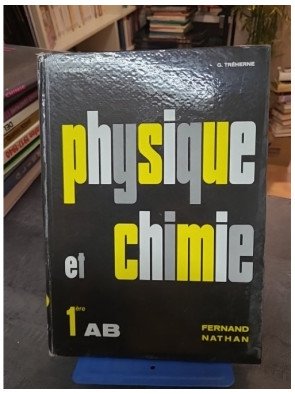 G. TRÉHERNE
physique
et chimie
1ère AB
FERNAND
NATHAN